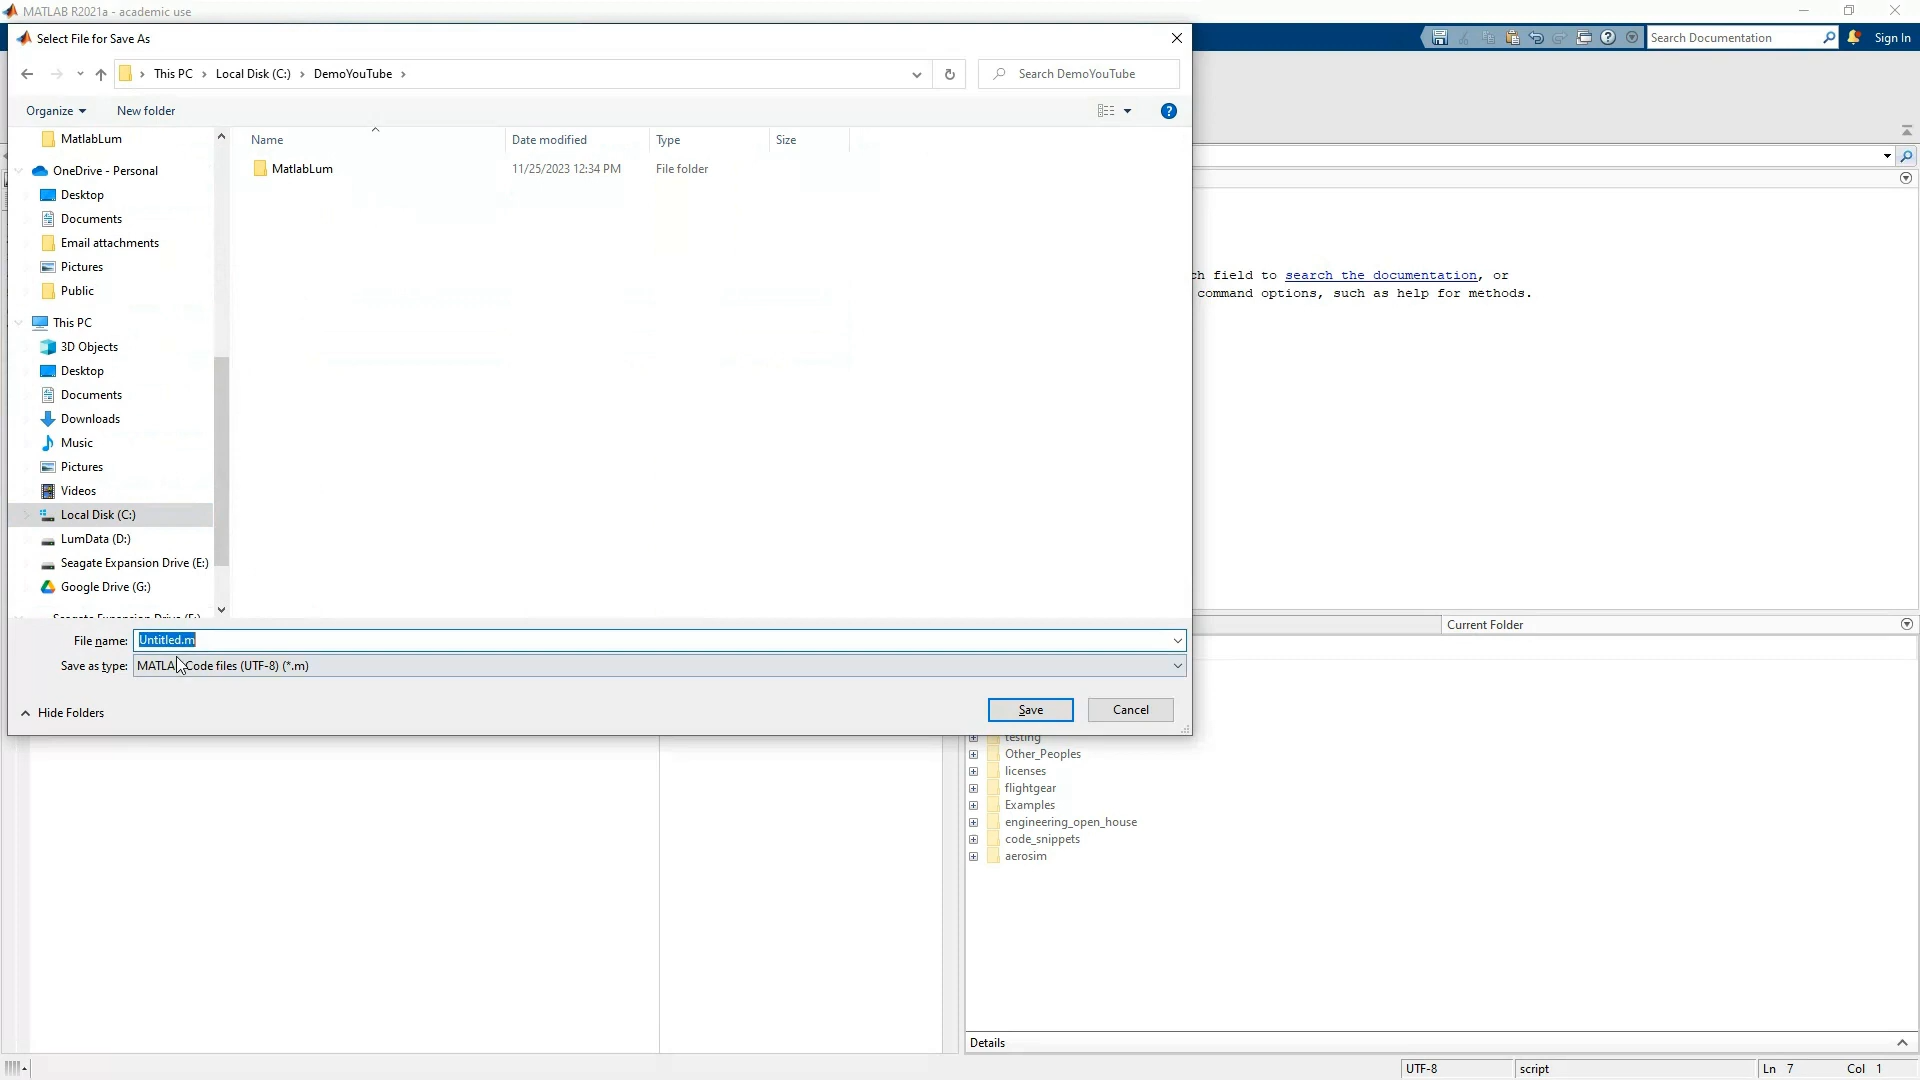 MATLAB R2021a - academic use
Select File for Save As
Search Documentation
Sign In
This PC > Local Disk (C:) > DemoYouTube >
Search DemoYouTube
Organize
New folder
MatlabLum
OneDrive - Personal
Desktop
Documents
Email attachments
Pictures
Public
This PC
3D Objects
Desktop
Documents
Downloads
Music
Pictures
Videos
Local Disk (C:)
LumData (D:)
Seagate Expansion Drive (E:)
Google Drive (G:)
Name Date modified Type Size
MatlabLum 11/25/2023 12:34 PM File folder
ch field to search the documentation, or
command options, such as help for methods.
File name: Untitled.m
Save as type: MATLA Code files (UTF-8) (*.m)
Hide Folders
Save
Cancel
Current Folder
testing
Other_Peoples
licenses
flightgear
Examples
engineering_open_house
code_snippets
aerosim
Details
UTF-8
script
Ln 7 Col 1